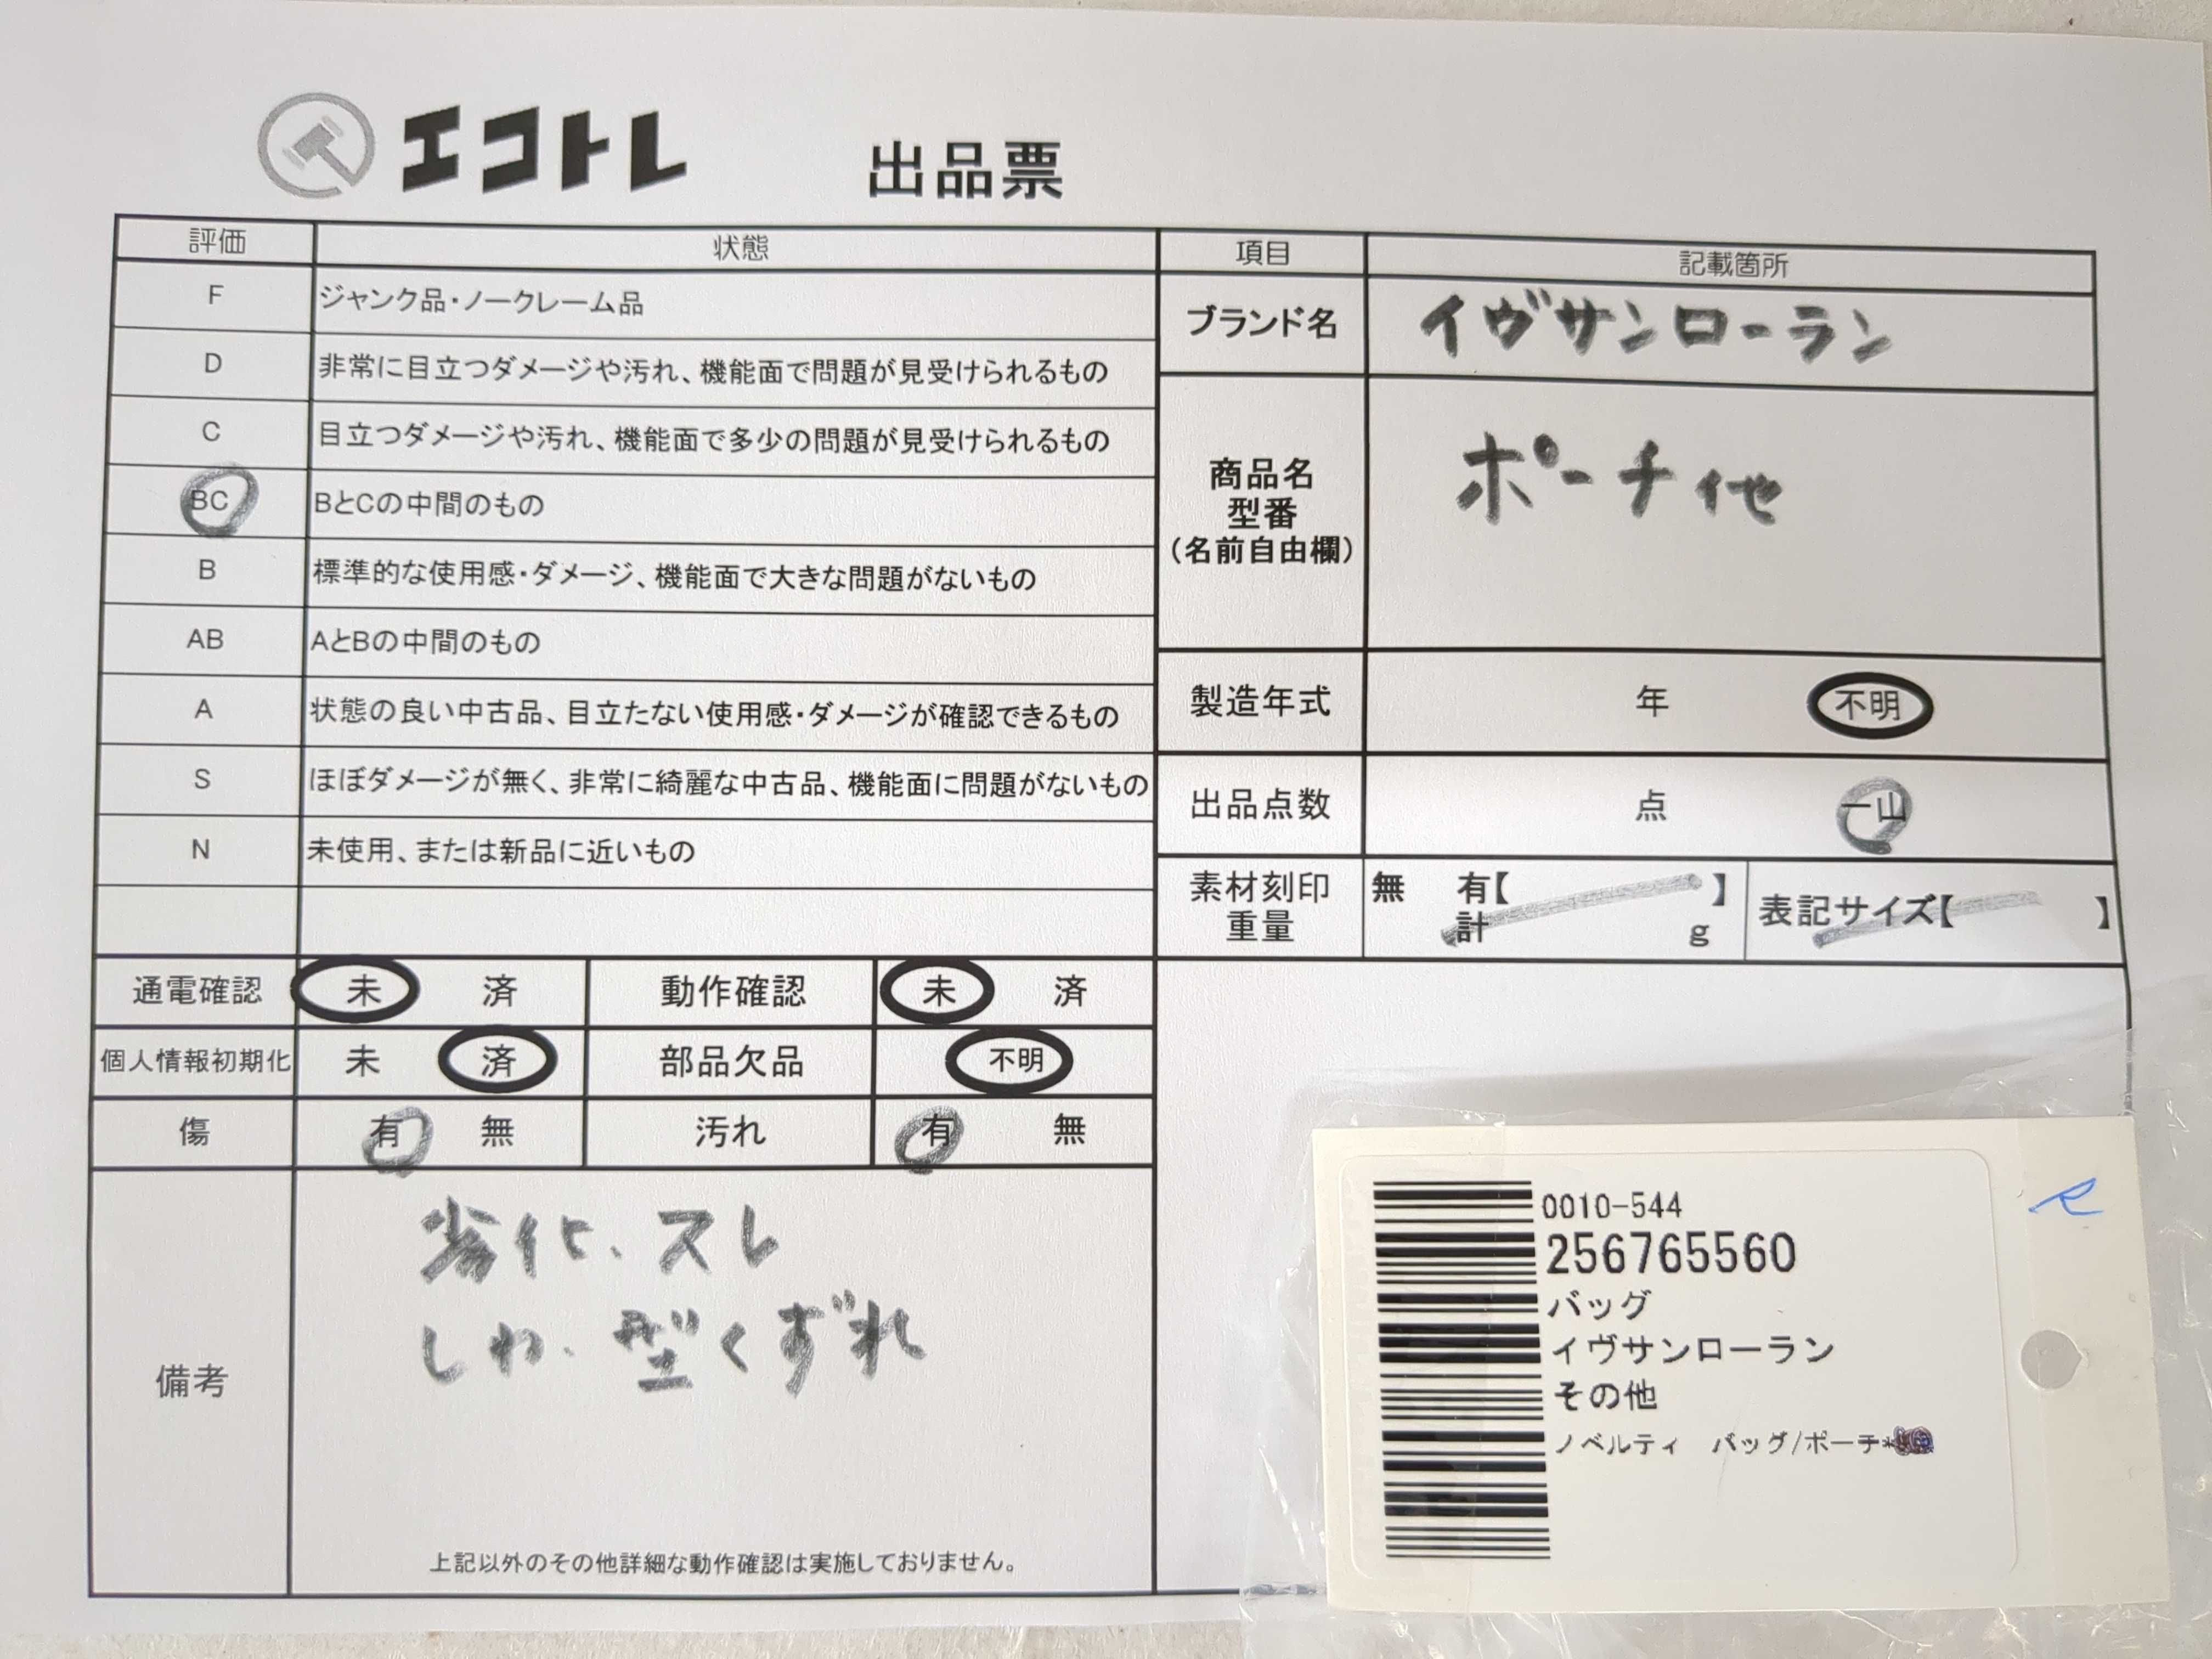 エコトレ 出品票
評価 状態
F ジャンク品・ノークレーム品
D 非常に目立つダメージや汚れ、機能面で問題が見受けられるもの
C 目立つダメージや汚れ、機能面で多少の問題が見受けられるもの
BC BとCの中間のもの
B 標準的な使用感・ダメージ、機能面で大きな問題がないもの
AB AとBの中間のもの
A 状態の良い中古品、目立たない使用感・ダメージが確認できるもの
S ほぼダメージが無く、非常に綺麗な中古品、機能面に問題がないもの
N 未使用、または新品に近いもの
項目 記載箇所
ブランド名 イヴサンローラン
商品名
型番
(名前自由欄)
ポーチ他
製造年式 年 不明
出品点数 点 一山
素材刻印
重量
無 有【 】
計 g
表記サイズ【 】
通電確認 未 済 動作確認 未 済
個人情報初期化 未 済 部品欠品 不明
傷 有 無 汚れ 有 無
備考
劣化、スレ
しわ、型くずれ
上記以外のその他詳細な動作確認は実施しておりません。
0010-544
256765560
バッグ
イヴサンローラン
その他
ノベルティ バッグ/ポーチ*